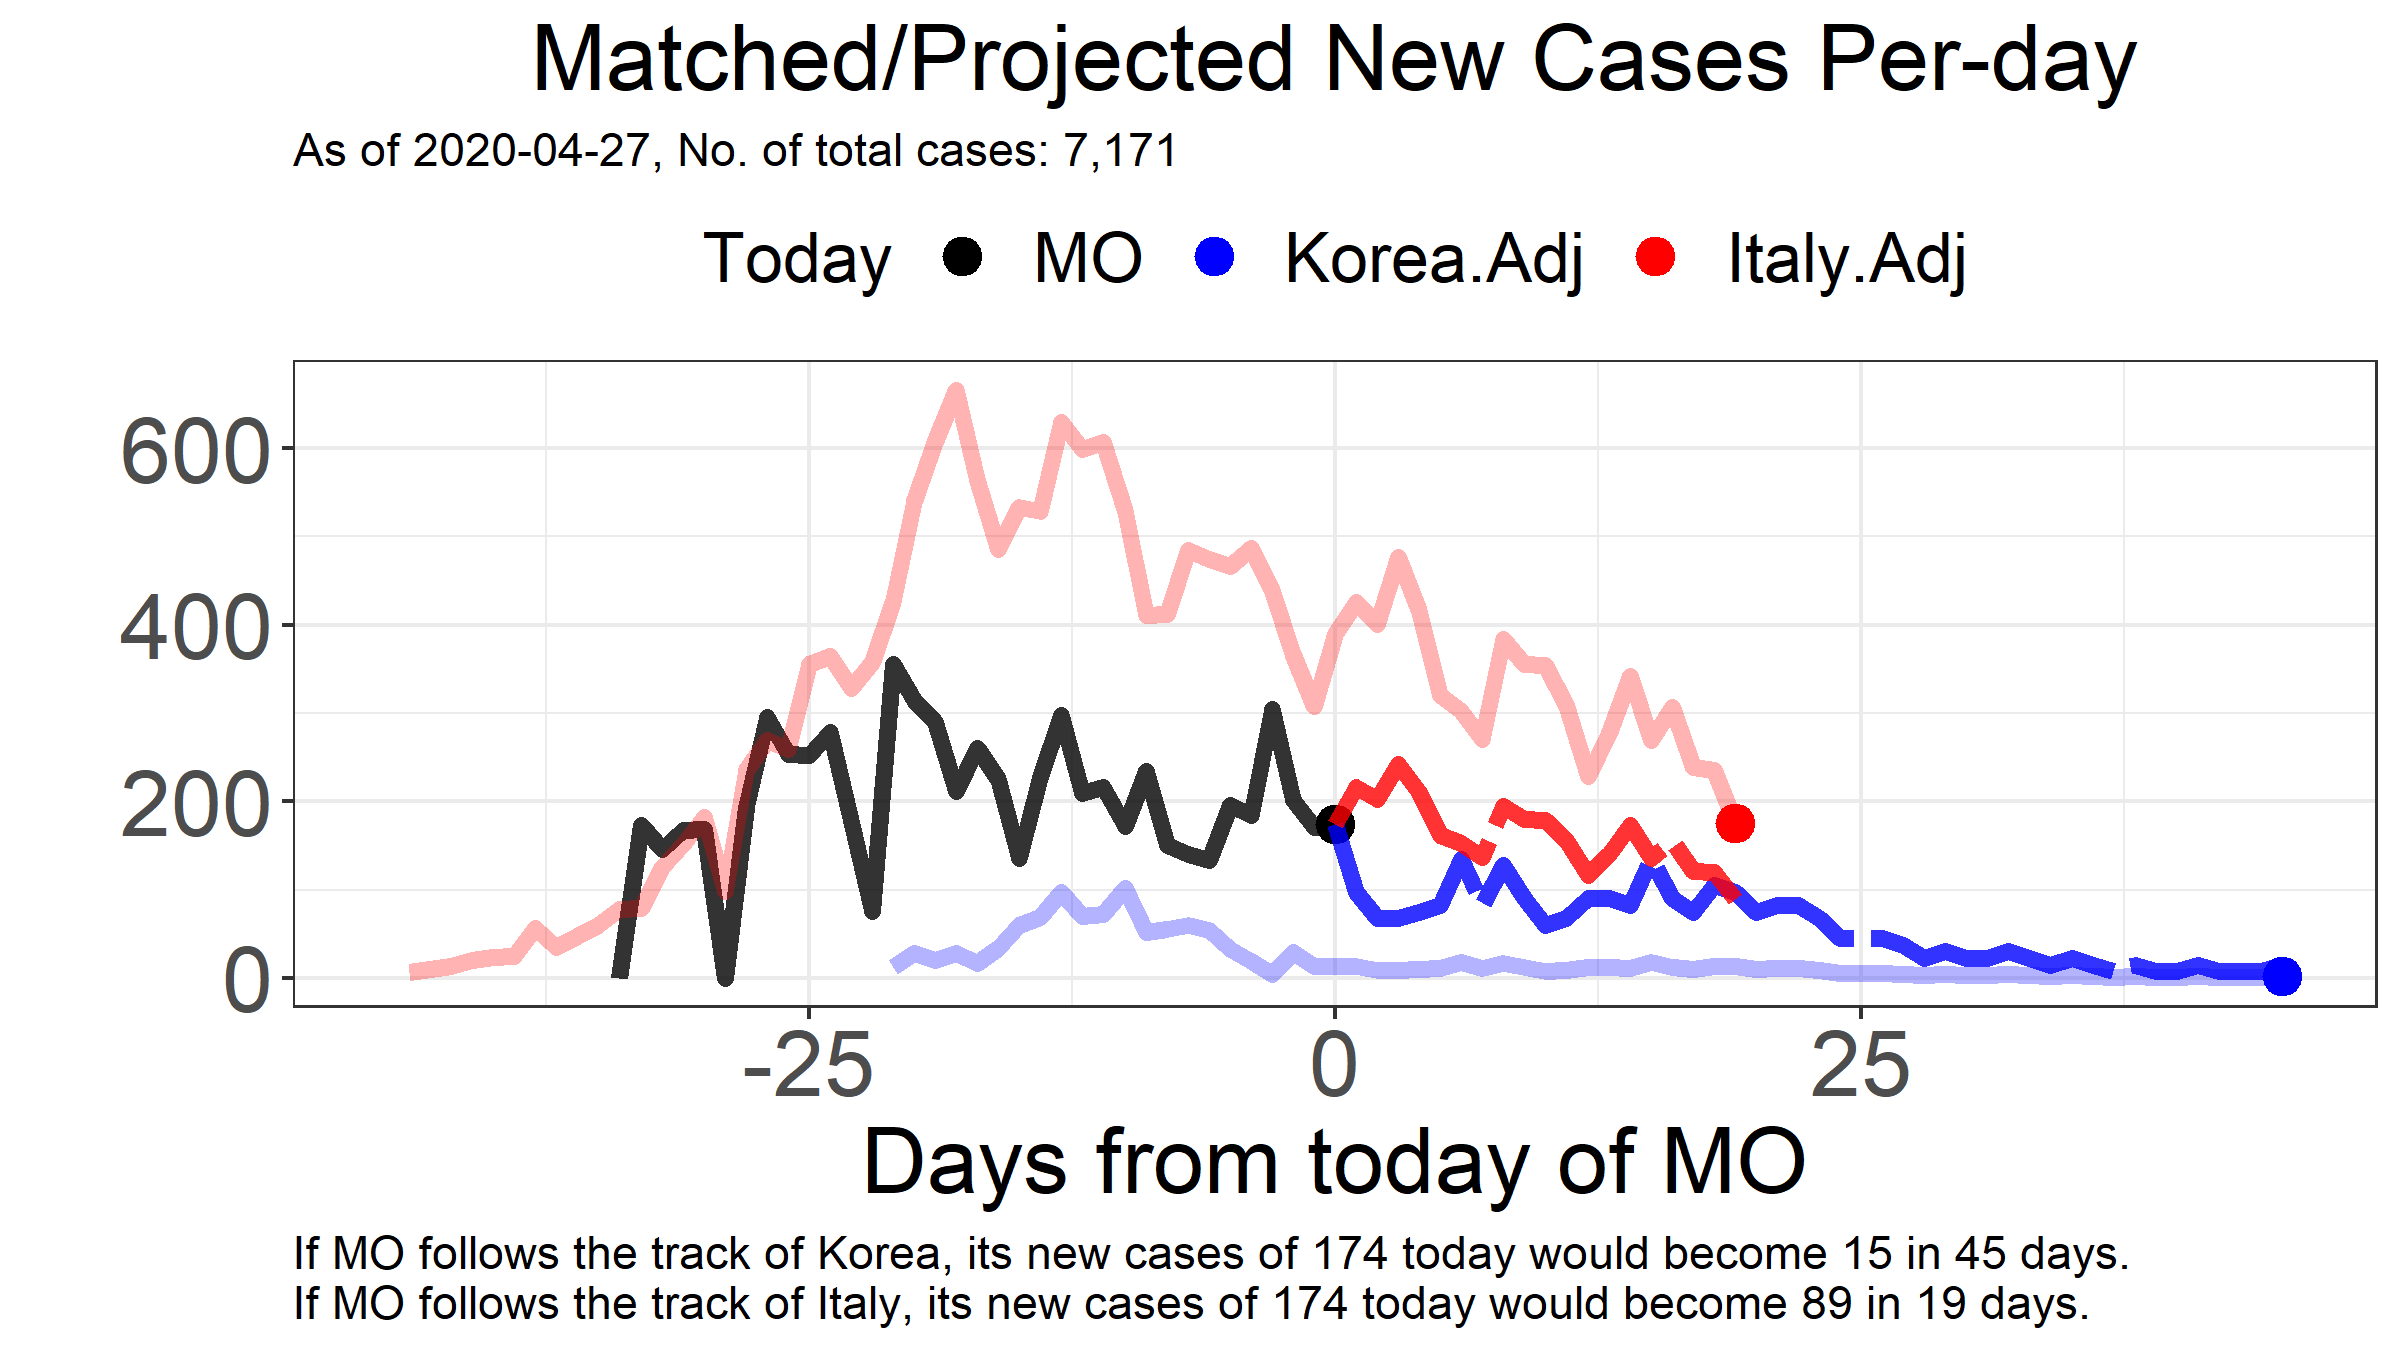 Matched/Projected New Cases Per-day
As of 2020-04-27, No. of total cases: 7,171
Today MO Korea.Adj Italy.Adj
600
400
200
0
-25 0 25
Days from today of MO
If MO follows the track of Korea, its new cases of 174 today would become 15 in 45 days.
If MO follows the track of Italy, its new cases of 174 today would become 89 in 19 days.